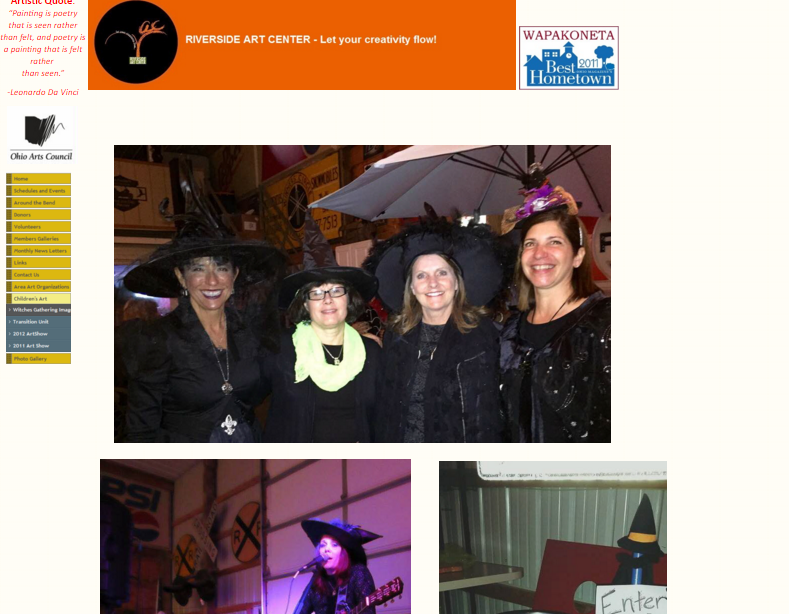 Artistic Quote:
"Painting is poetry
that is seen rather
than felt, and poetry is
a painting that is felt
rather
than seen."
-Leonardo Da Vinci
RIVERSIDE ART CENTER - Let your creativity flow!
WAPAKONETA
Best 2011
Hometown
Ohio Arts Council
Home
Schedules and Events
Around the Bend
Donors
Volunteers
Members Galleries
Monthly News Letters
Links
Contact Us
Area Art Organizations
Children's Art
> Witches Gathering Imag
> Transition Unit
> 2012 ArtShow
> 2011 Art Show
Photo Gallery
PSI
R
Enter